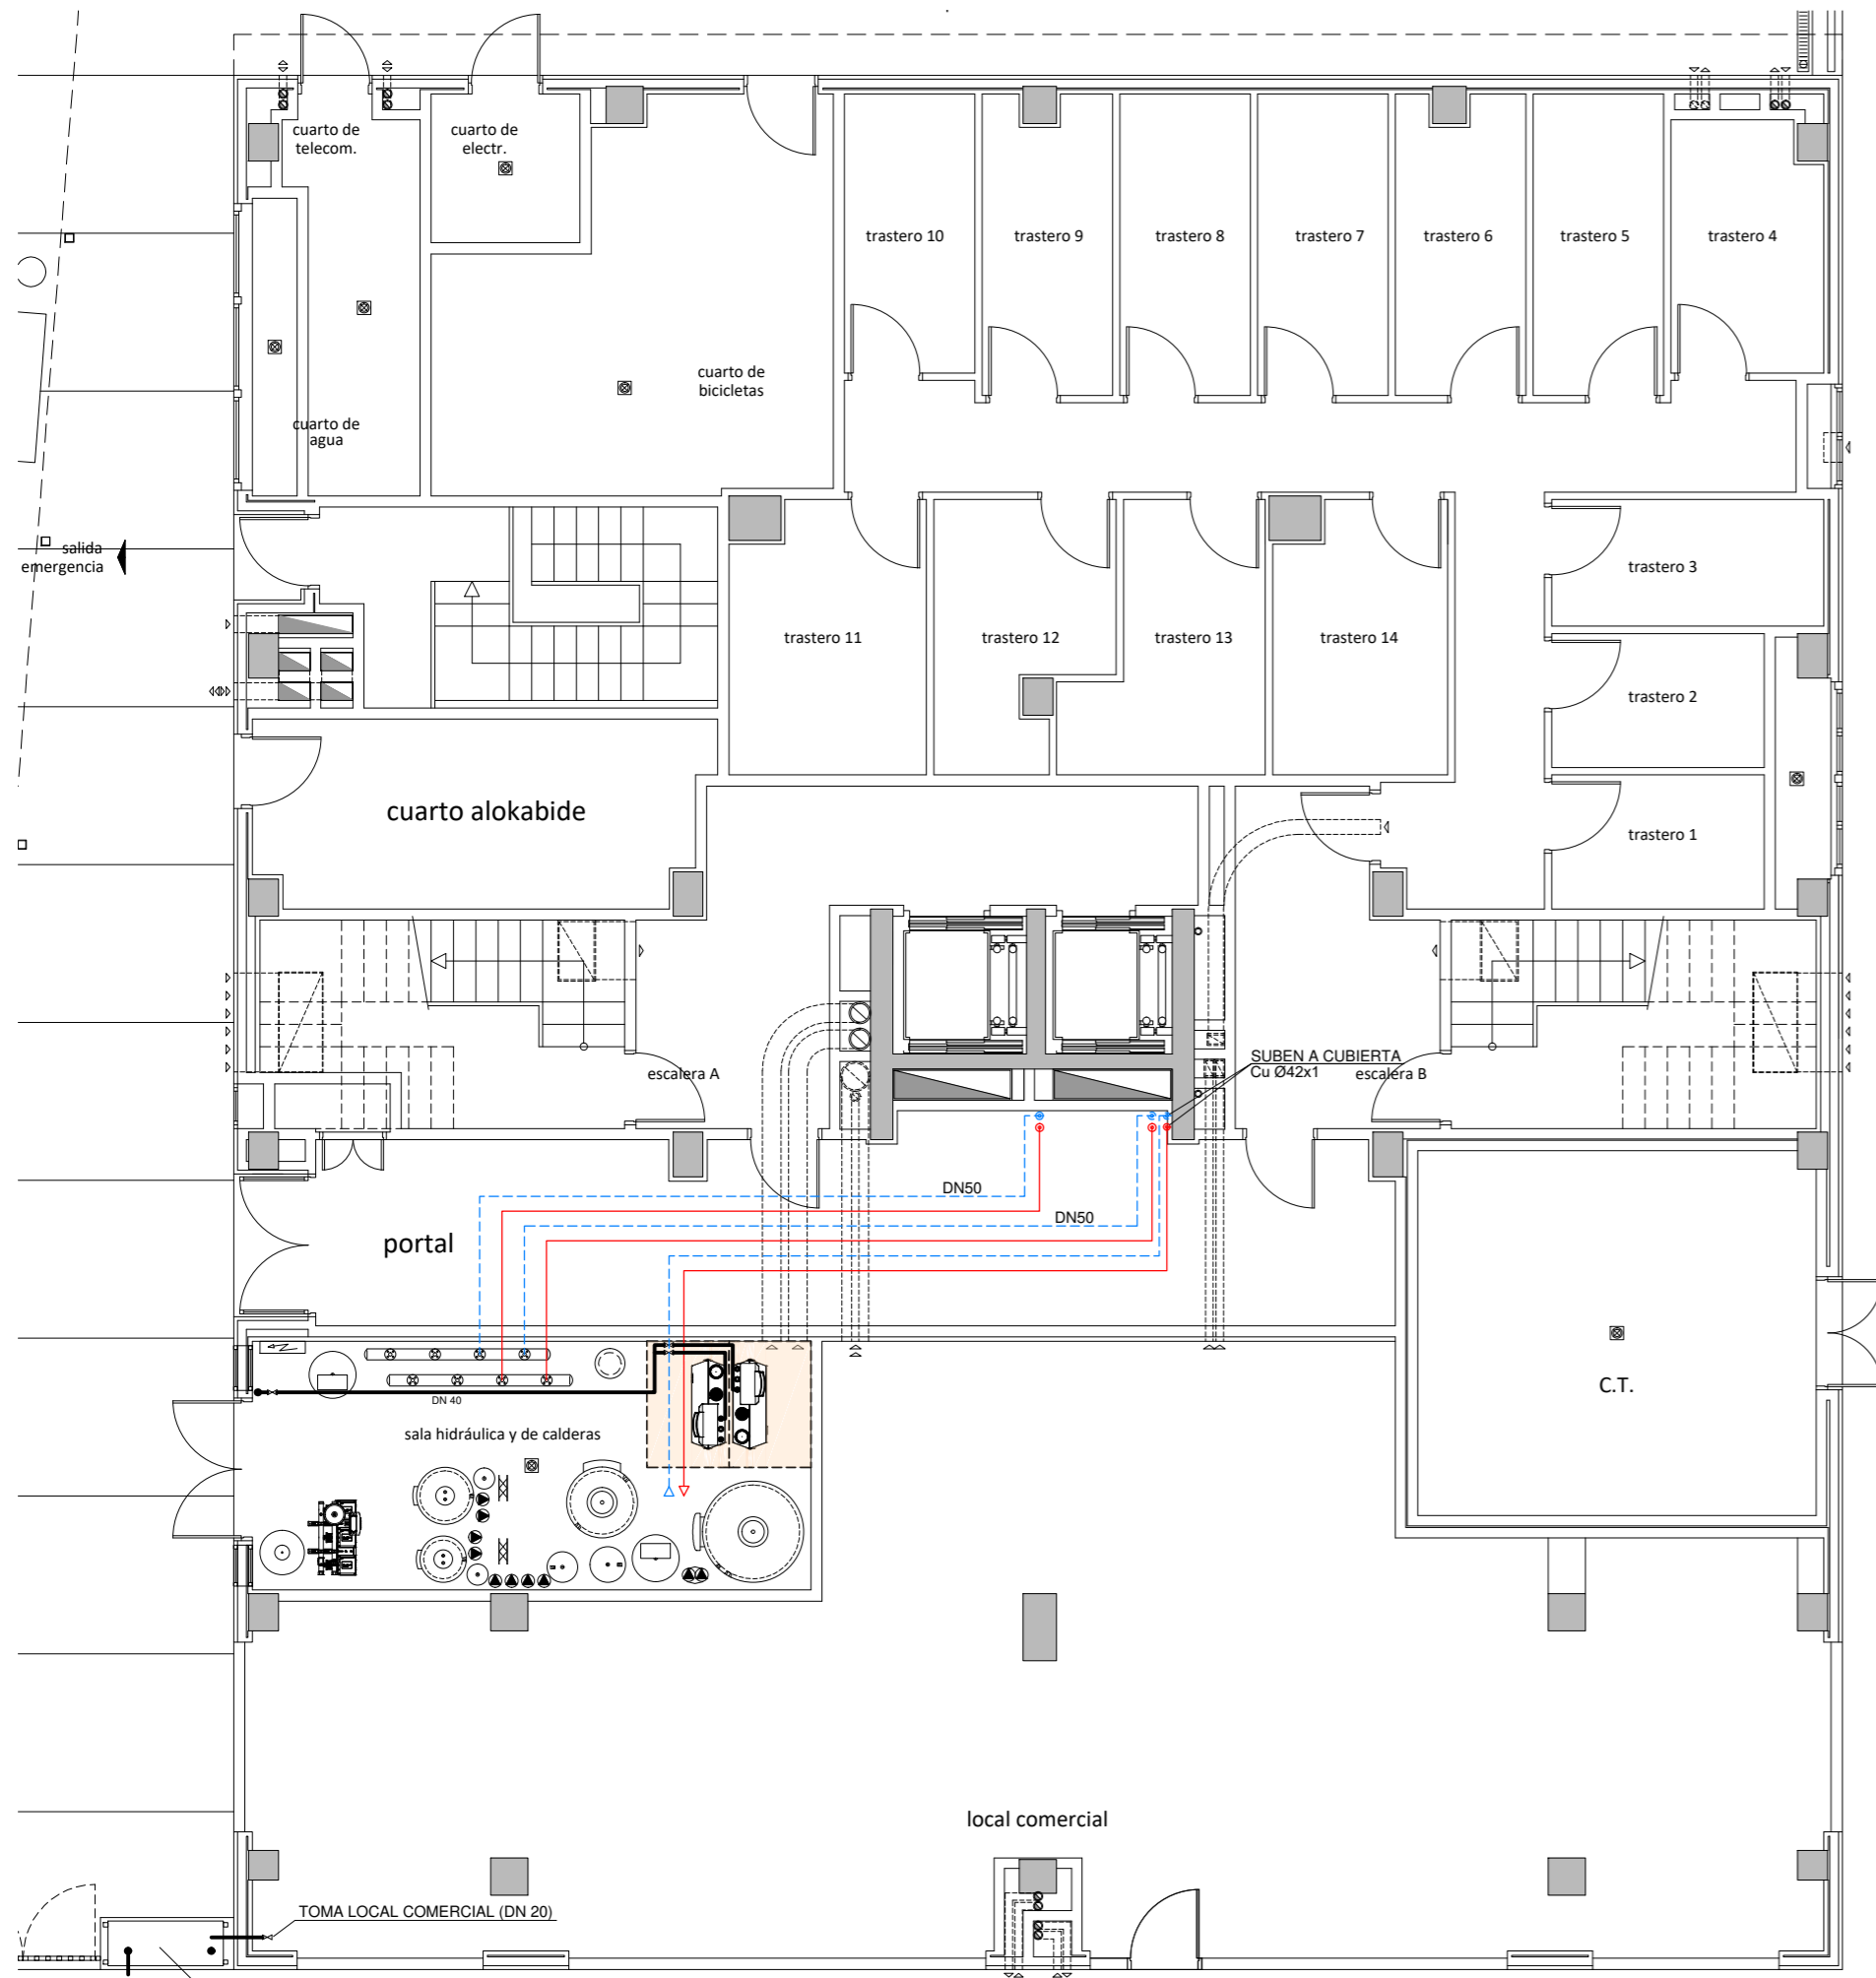 cuarto de
telecom.
cuarto de
electr.
trastero 10
trastero 9
trastero 8
trastero 7
trastero 6
trastero 5
trastero 4
cuarto de
bicicletas
cuarto de
agua
salida
emergencia
trastero 3
trastero 11
trastero 12
trastero 13
trastero 14
trastero 2
cuarto alokabide
trastero 1
SUBEN A CUBIERTA
Cu Ø42x1
escalera A
escalera B
DN50
DN50
portal
C.T.
DN 40
sala hidráulica y de calderas
local comercial
TOMA LOCAL COMERCIAL (DN 20)